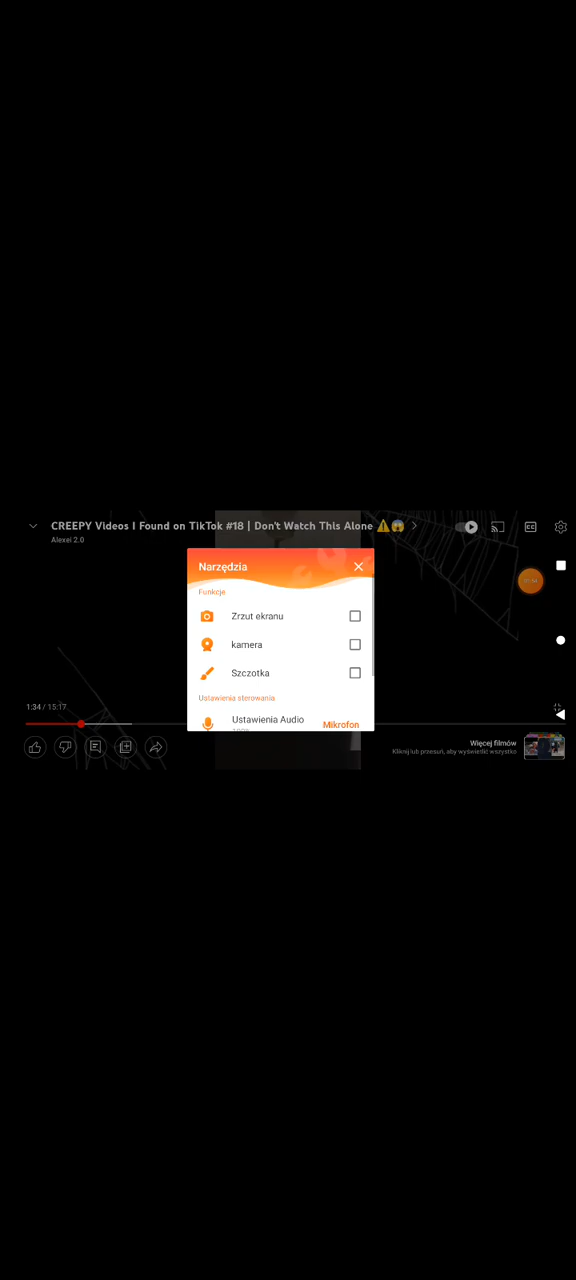 CREEPY Videos I Found on TikTok #18 | Don't Watch This Alone ⚠️😱
Alexei 2.0
CC
Narzędzia
Funkcje
Zrzut ekranu
kamera
Szczotka
Ustawienia sterowania
Ustawienia Audio
Mikrofon
1:34 / 15:17
Więcej filmów
Kliknij lub przesuń, aby wyświetlić wszystko